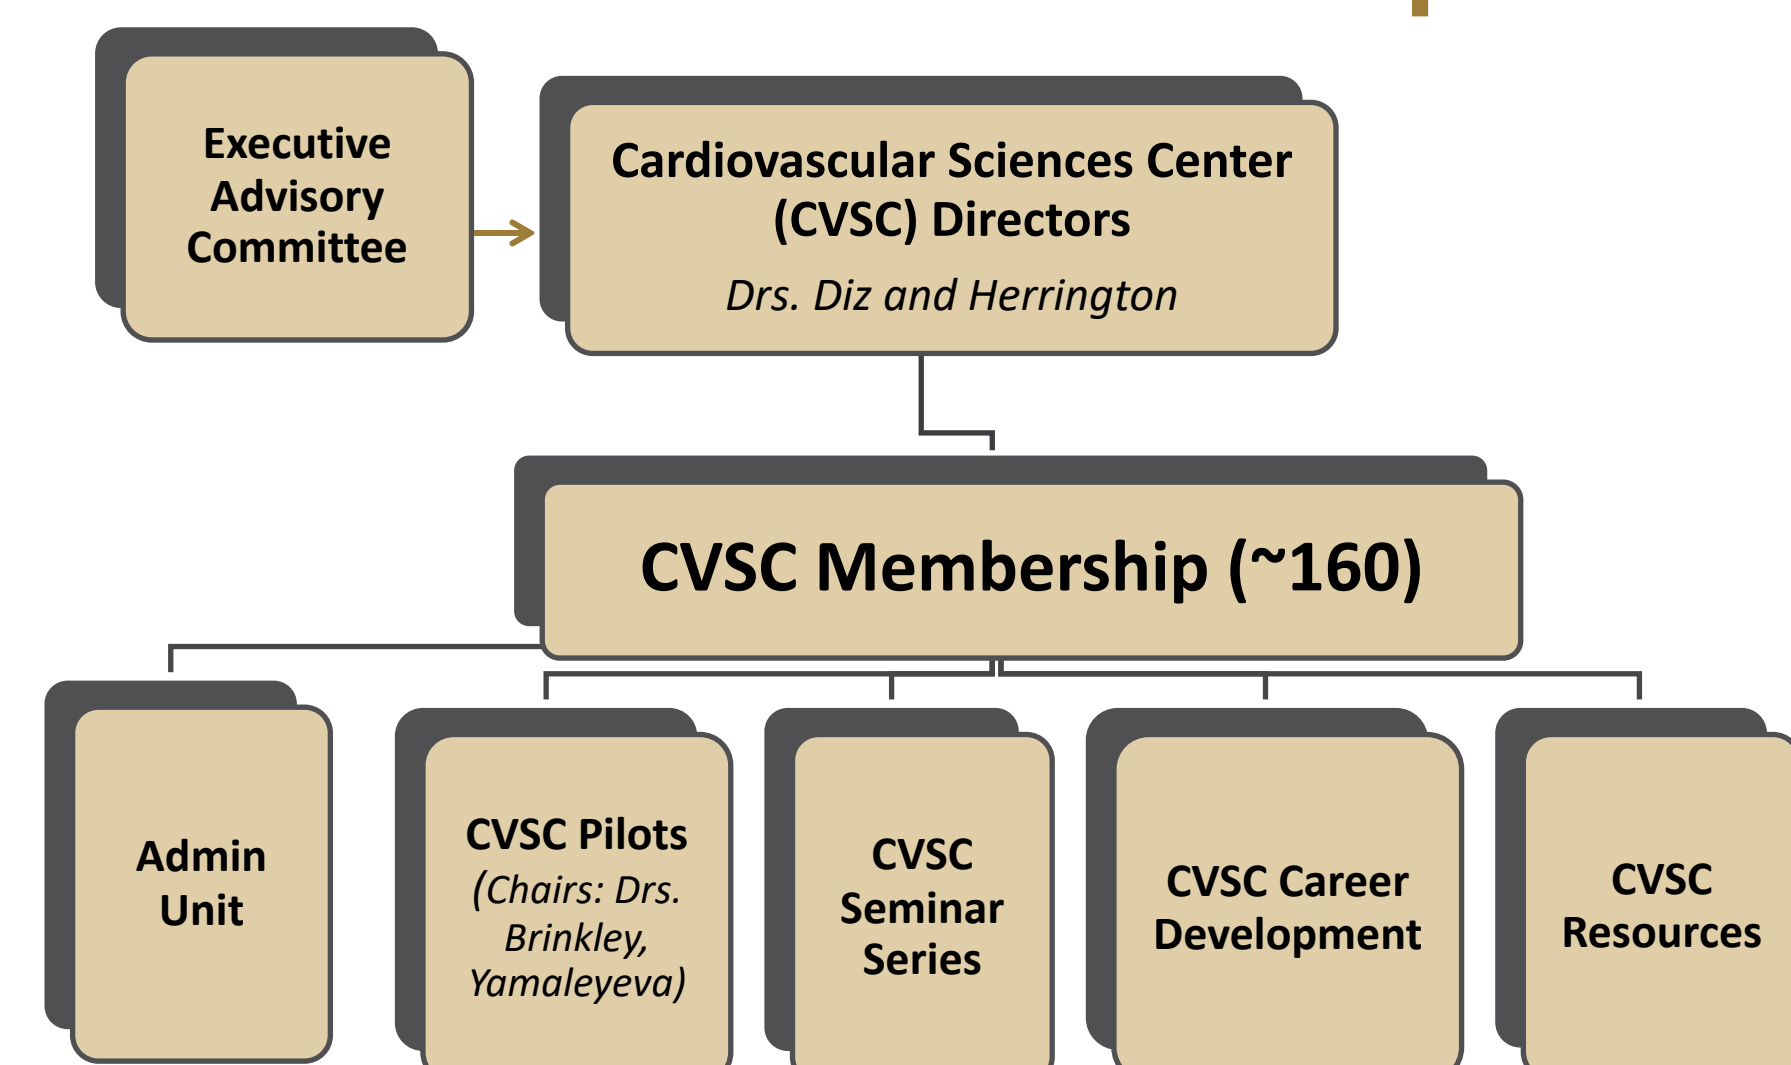 Executive
Advisory
Committee
Cardiovascular Sciences Center
(CVSC) Directors
Drs. Diz and Herrington
CVSC Membership (~160)
Admin
Unit
CVSC Pilots
(Chairs: Drs.
Brinkley,
Yamaleyeva)
CVSC
Seminar
Series
CVSC Career
Development
CVSC
Resources